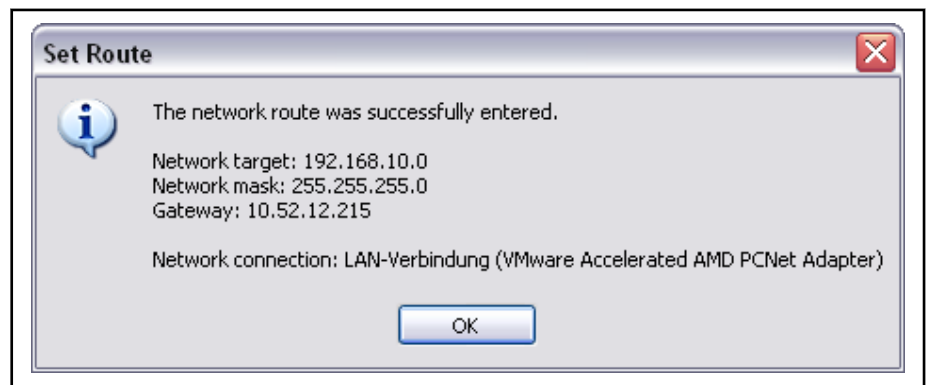 Set Route
The network route was successfully entered.
Network target: 192.168.10.0
Network mask: 255.255.255.0
Gateway: 10.52.12.215
Network connection: LAN-Verbindung (VMware Accelerated AMD PCNet Adapter)
OK